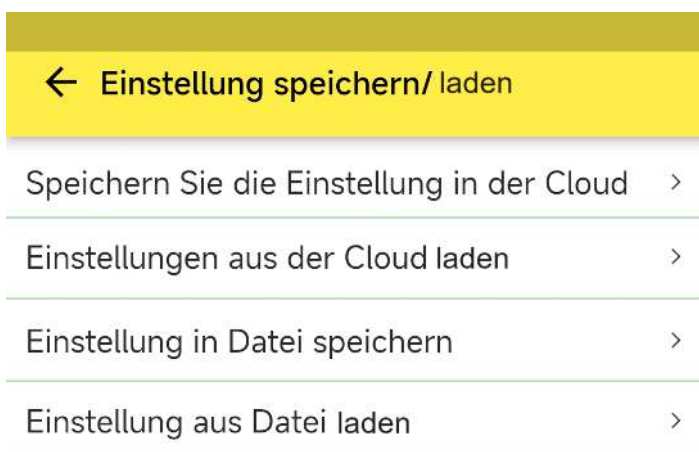 Einstellung speichern/ laden
Speichern Sie die Einstellung in der Cloud
Einstellungen aus der Cloud laden
Einstellung in Datei speichern
Einstellung aus Datei laden